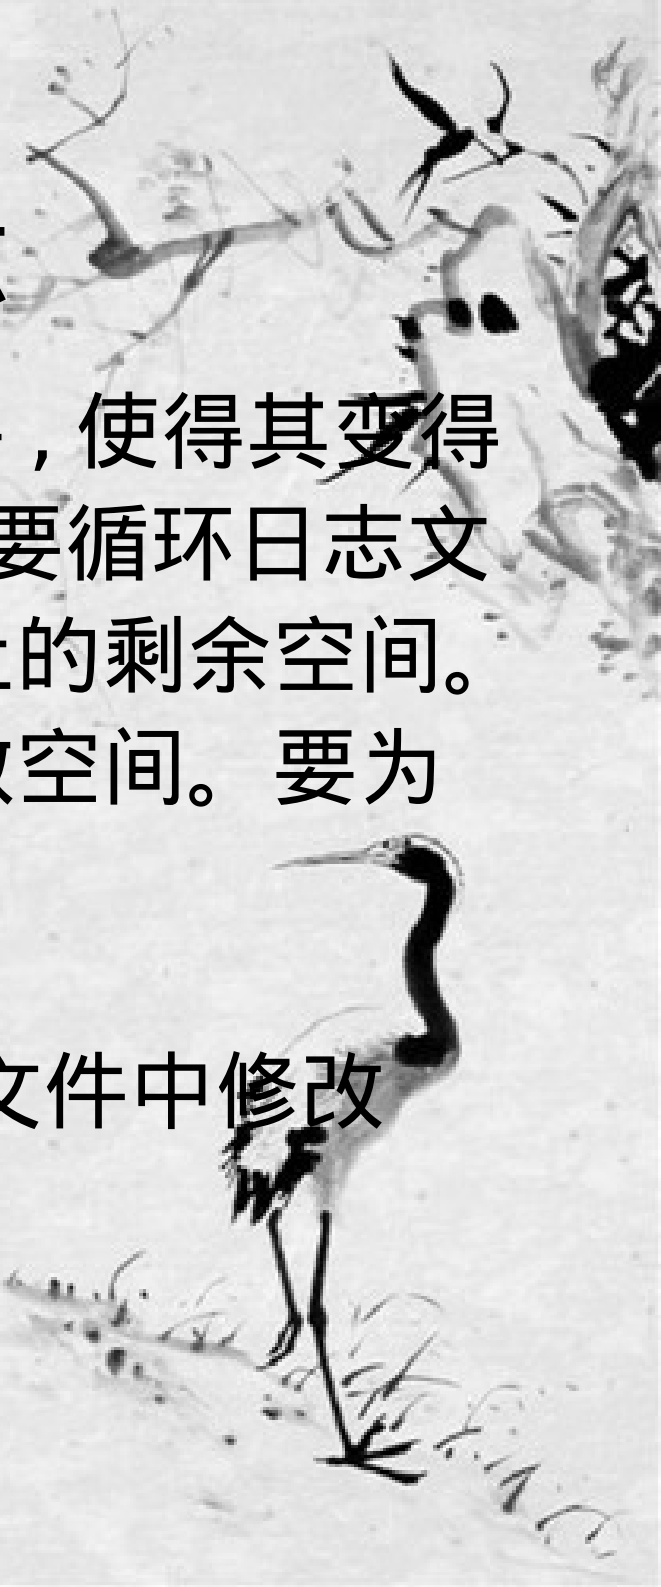 ，使得其变得
要循环日志文
的剩余空间。
空间。要为
文件中修改